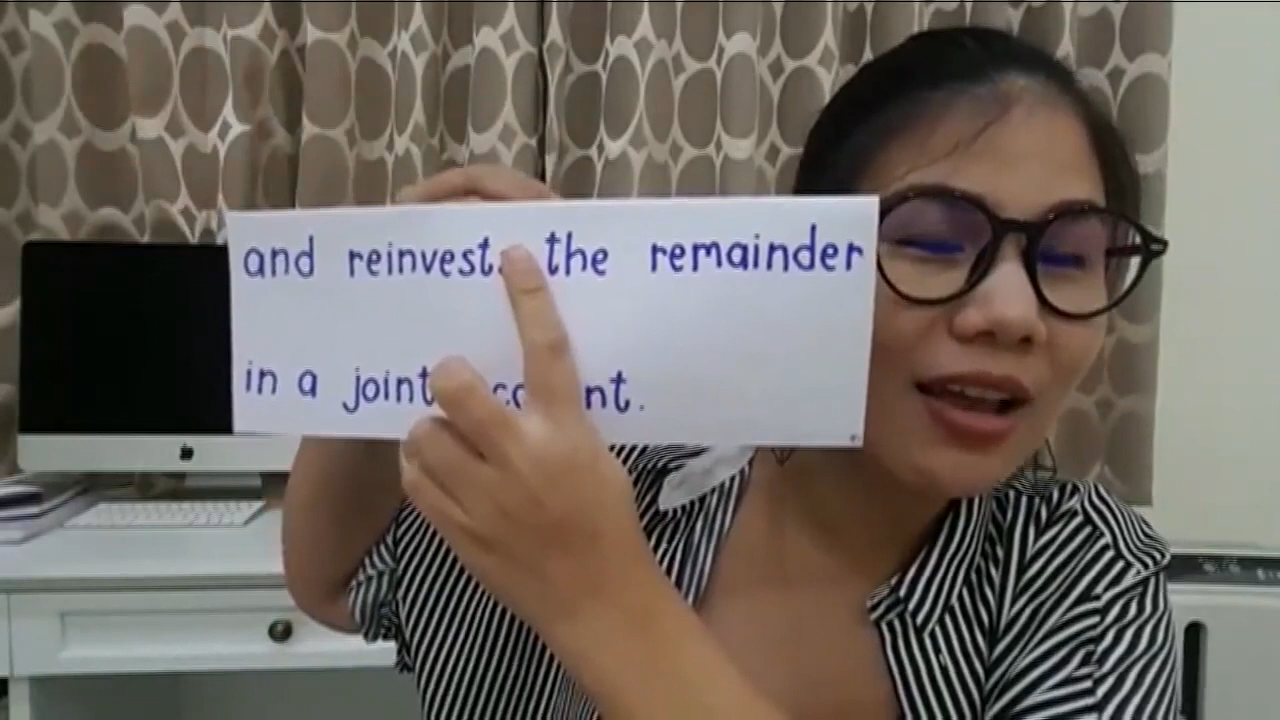 and reinvest the remainder
in a joint